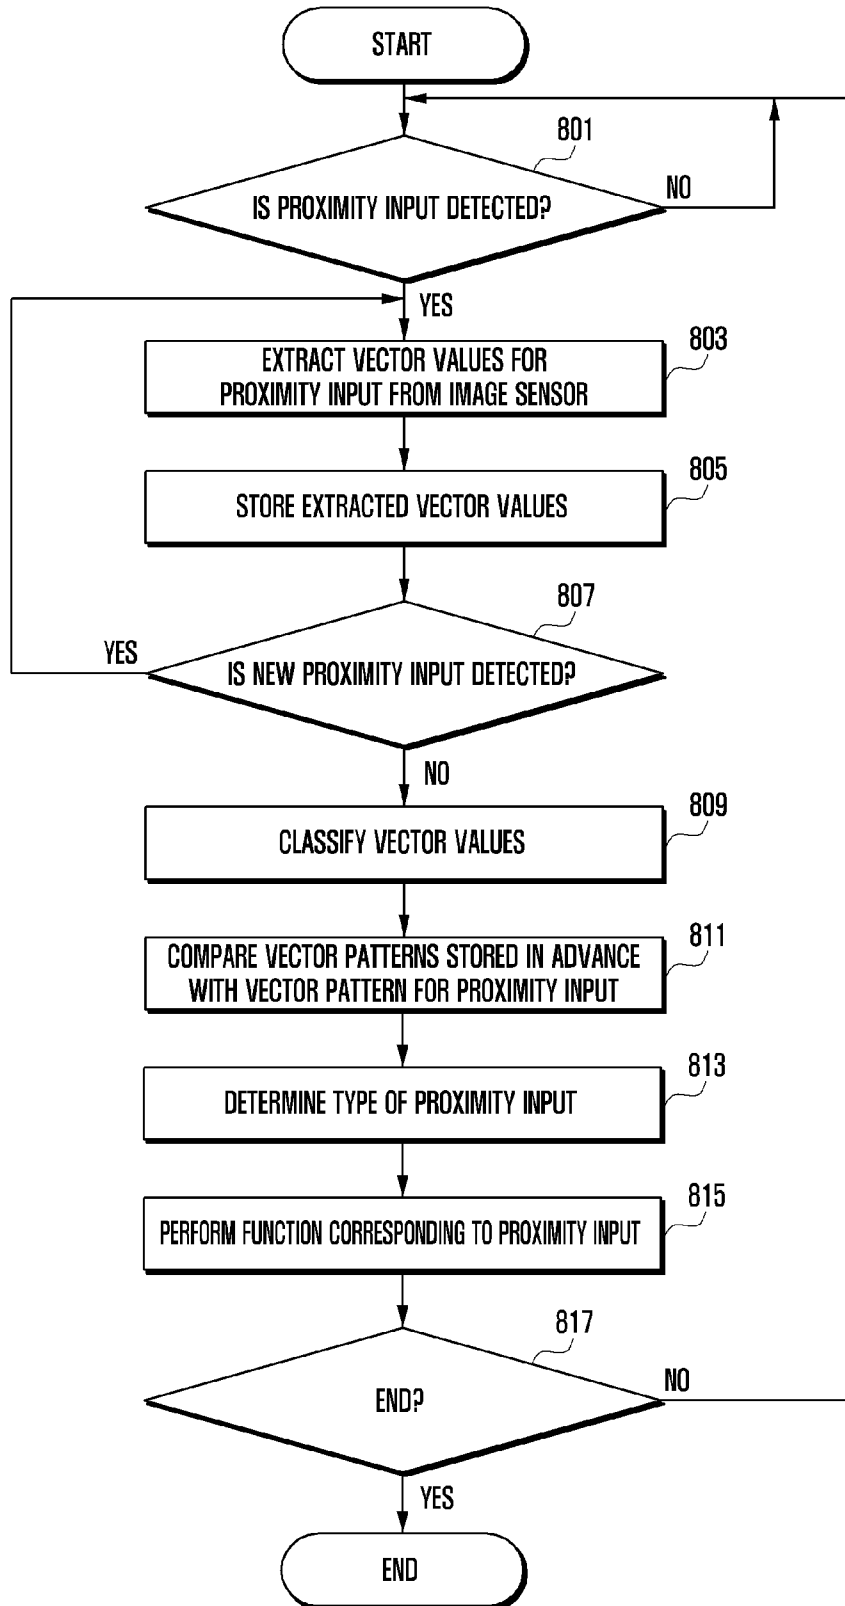 START
801
IS PROXIMITY INPUT DETECTED?
NO
YES
803
EXTRACT VECTOR VALUES FOR
PROXIMITY INPUT FROM IMAGE SENSOR
805
STORE EXTRACTED VECTOR VALUES
807
YES
IS NEW PROXIMITY INPUT DETECTED?
NO
809
CLASSIFY VECTOR VALUES
811
COMPARE VECTOR PATTERNS STORED IN ADVANCE
WITH VECTOR PATTERN FOR PROXIMITY INPUT
813
DETERMINE TYPE OF PROXIMITY INPUT
815
PERFORM FUNCTION CORRESPONDING TO PROXIMITY INPUT
817
NO
END?
YES
END